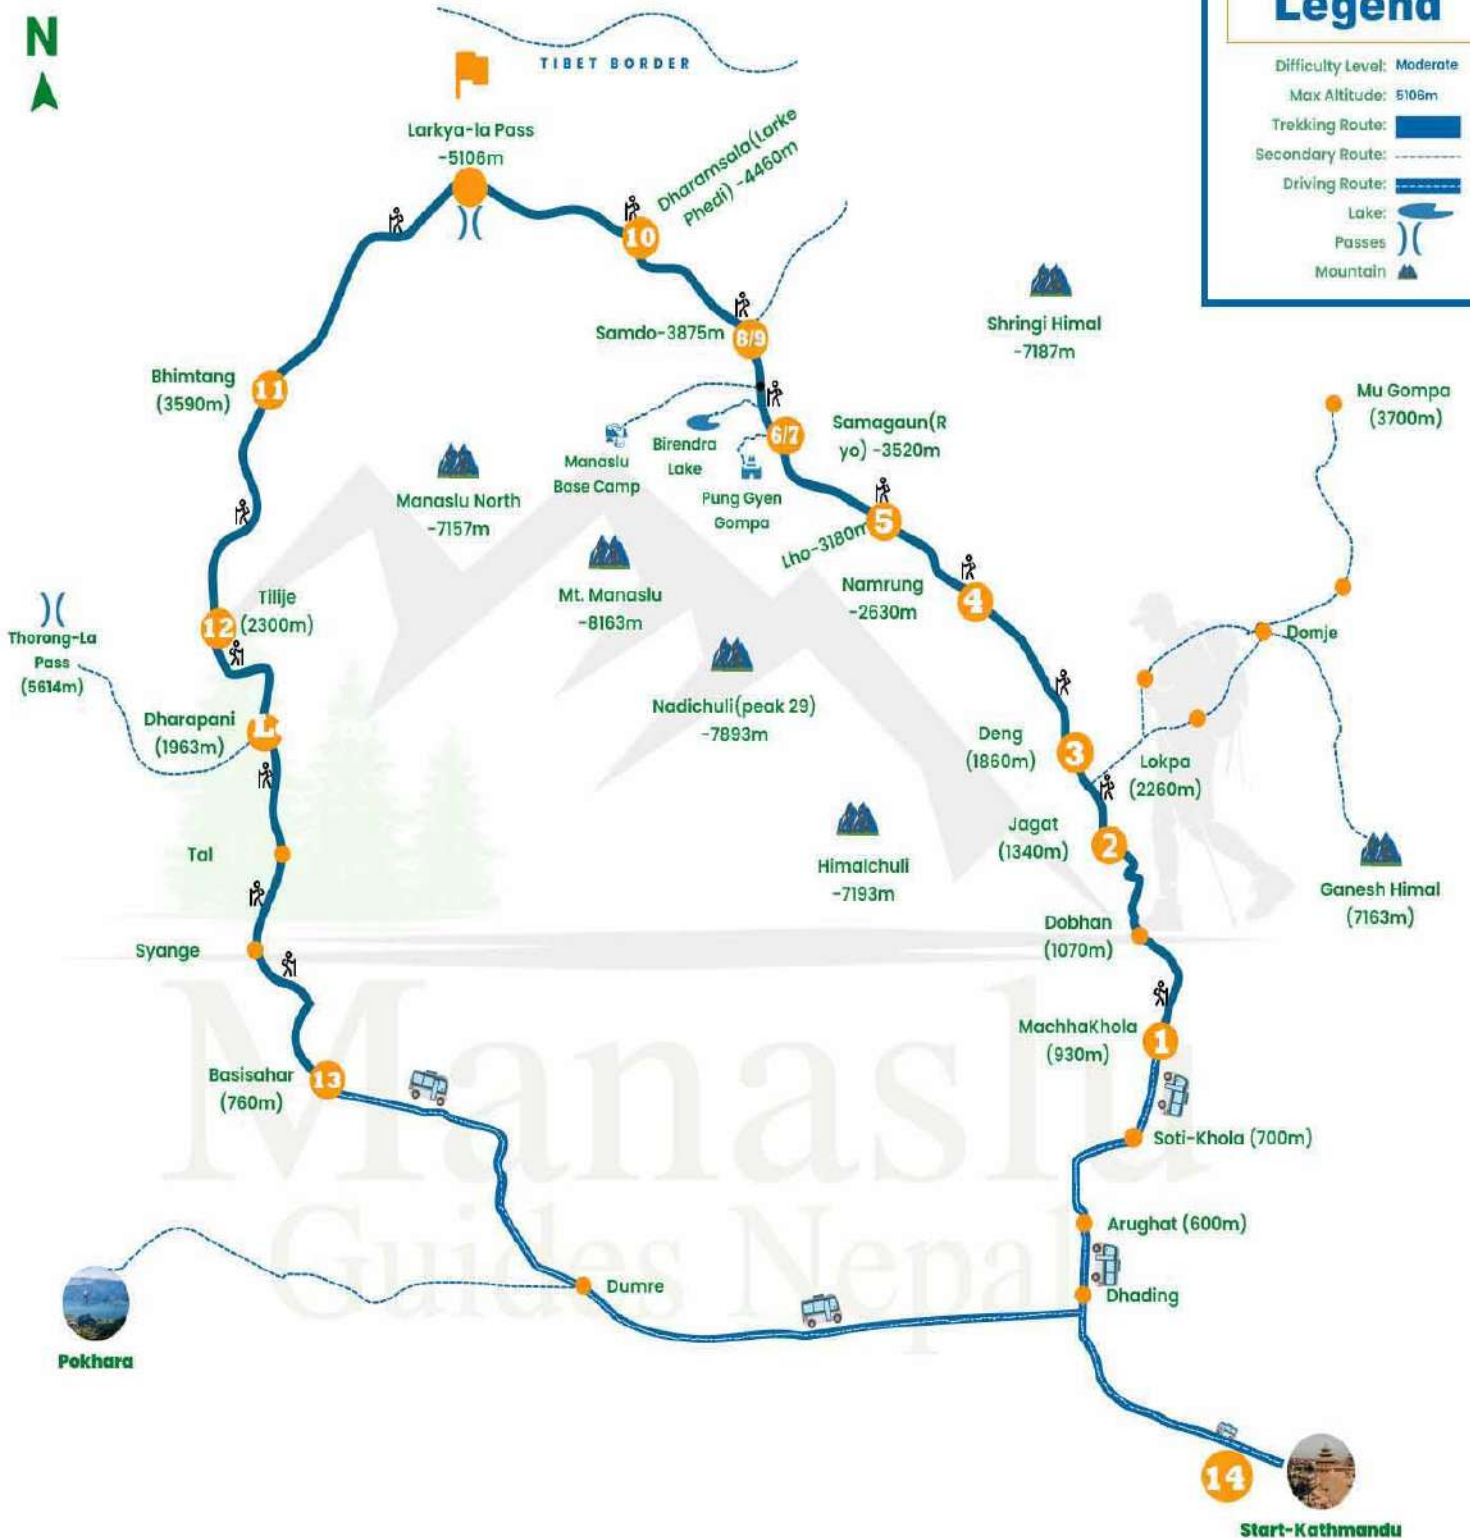 N
Legend
Difficulty Level: Moderate
Max Altitude: 5106m
Trekking Route:
Secondary Route:
Driving Route:
Lake:
Passes
Mountain
TIBET BORDER
Larkya-la Pass
-5106m
Dharamsala(Larke
Phedi) -4460m
10
Samdo-3875m
8/9
Shringi Himal
-7187m
Bhimtang
(3590m)
11
Mu Gompa
(3700m)
Samagaun(R
yo) -3520m
6/7
Birendra
Lake
Manaslu
Base Camp
Pung Gyen
Gompa
Manaslu North
-7157m
Lho-3180m
5
Mt. Manaslu
-8163m
Namrung
-2630m
4
Tilije
(2300m)
12
Thorong-La
Pass
(5614m)
Domje
Nadichuli(peak 29)
-7893m
Dharapani
(1963m)
L
Deng
(1860m)
3
Lokpa
(2260m)
Jagat
(1340m)
2
Tal
Himalchuli
-7193m
Ganesh Himal
(7163m)
Dobhan
(1070m)
Syange
Manaslu
Guides Nepal
MachhaKhola
(930m)
1
Basisahar
(760m)
13
Soti-Khola (700m)
Arughat (600m)
Dumre
Dhading
Pokhara
14
Start-Kathmandu